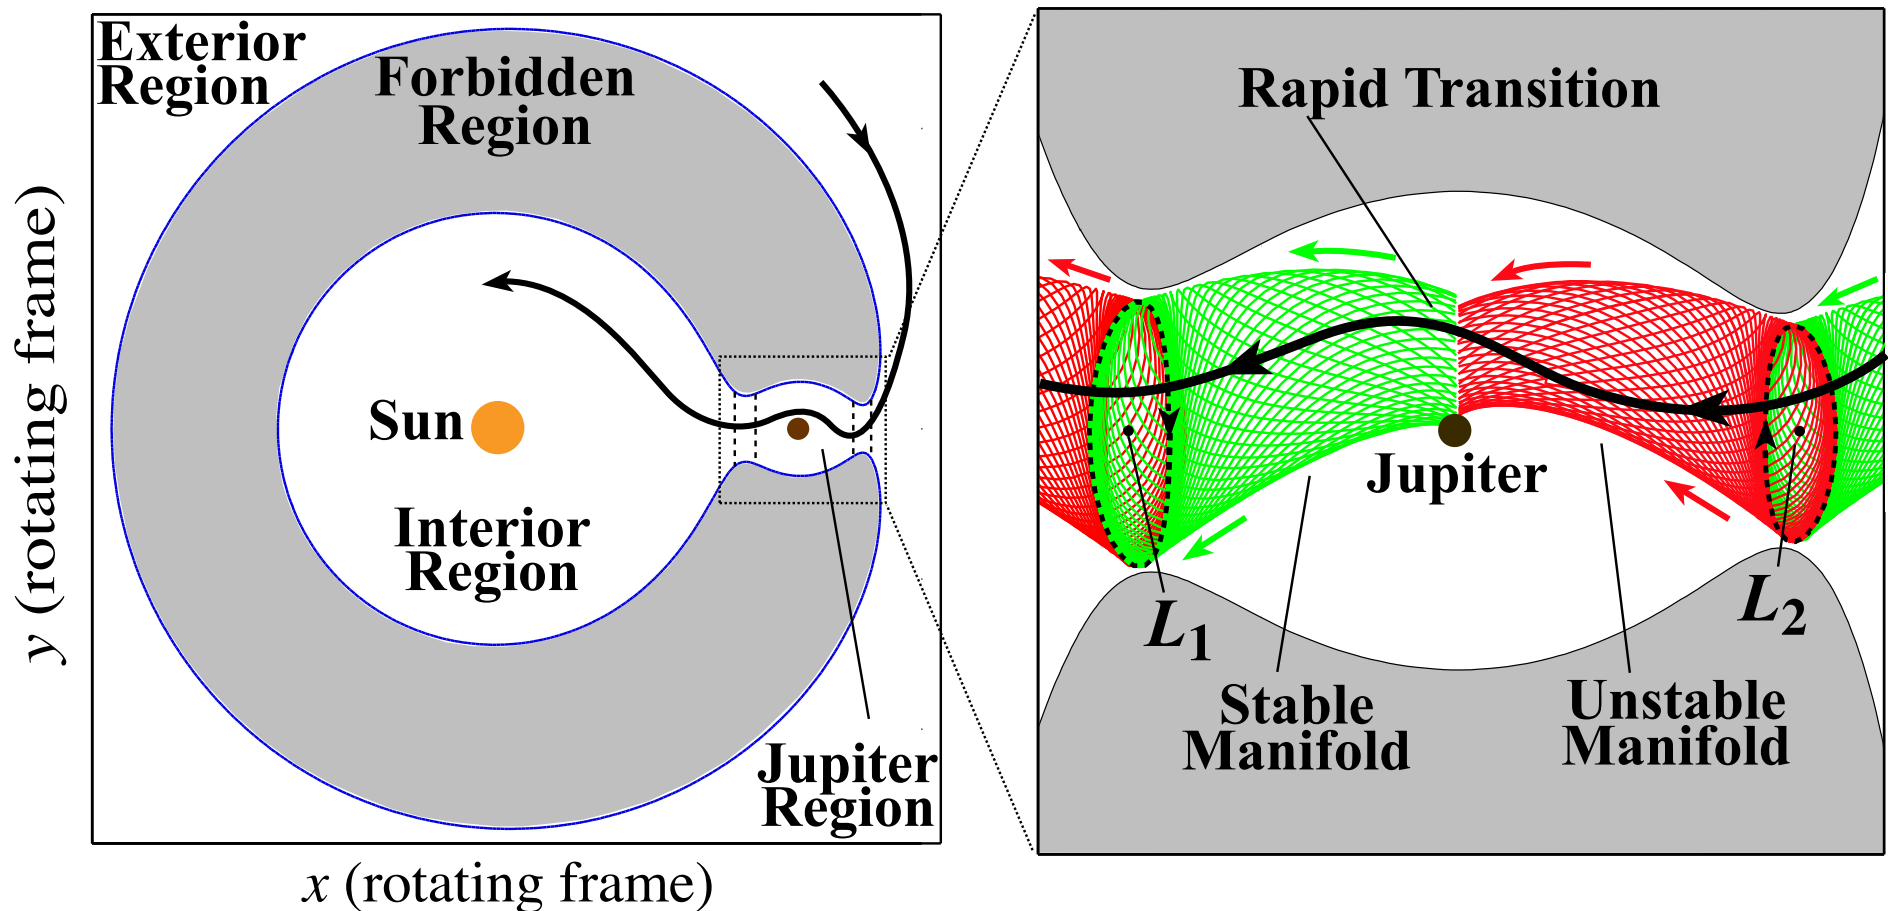 Exterior
Region
Forbidden
Region
Sun
Interior
Region
Jupiter
Region
x (rotating frame)
y (rotating frame)
Rapid Transition
Jupiter
L1
L2
Stable
Manifold
Unstable
Manifold